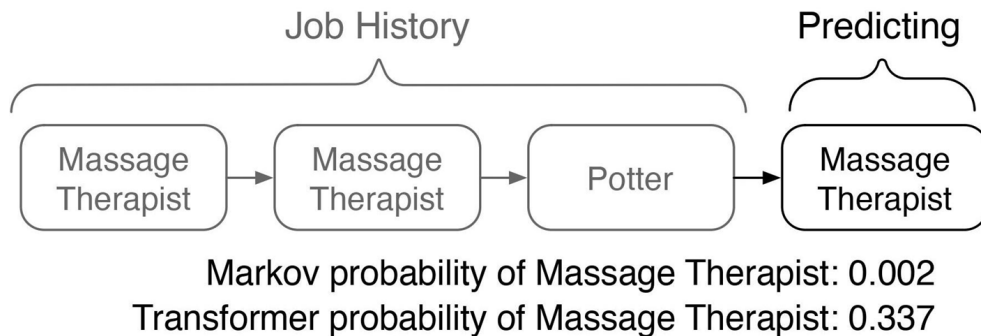 Job History
Predicting
Massage
Therapist
Massage
Therapist
Potter
Massage
Therapist
Markov probability of Massage Therapist: 0.002
Transformer probability of Massage Therapist: 0.337